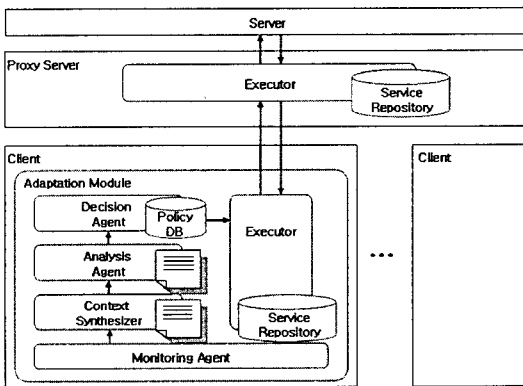 Server
Proxy Server
Executor
Service
Repository
Client
Client
Adaptation Module
Decision
Agent
Policy
DB
Executor
Analysis
Agent
...
Context
Synthesizer
Service
Repository
Monitoring Agent